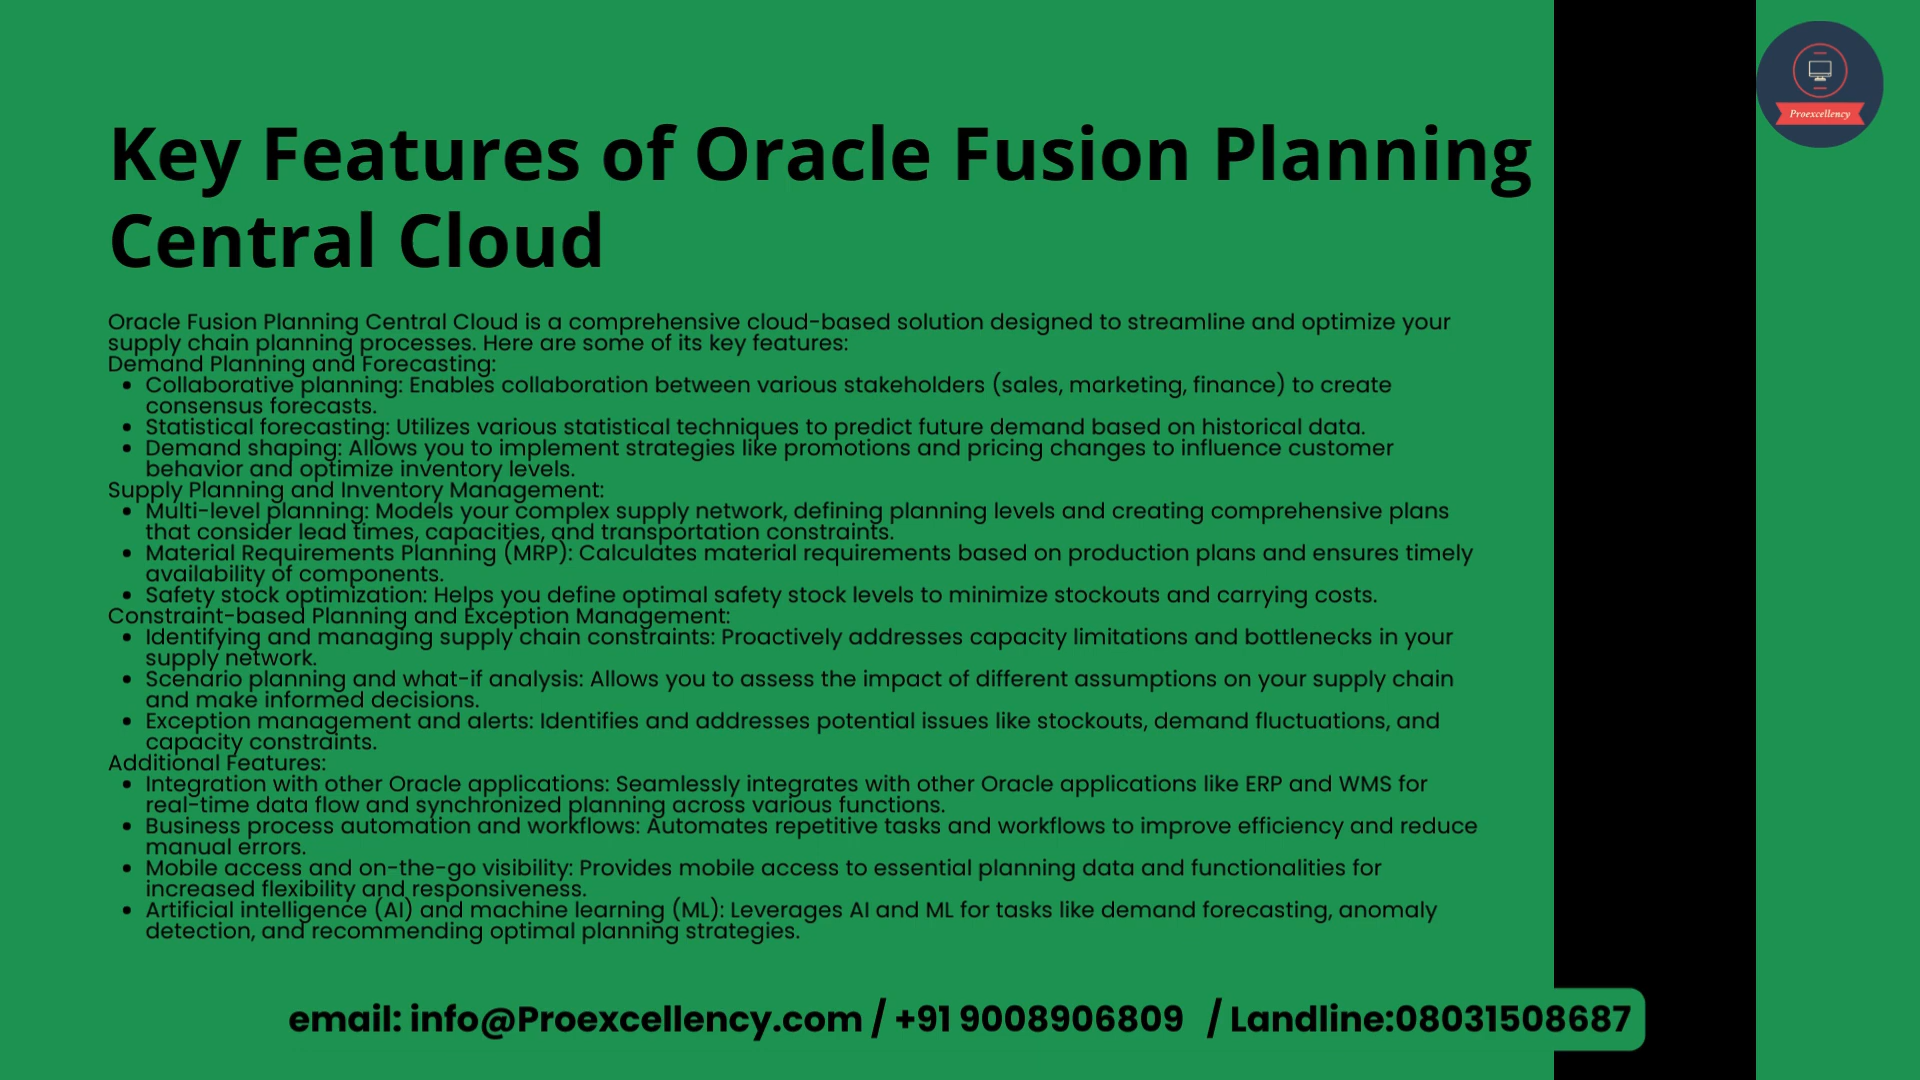 Proexcellency
Key Features of Oracle Fusion Planning
Central Cloud
Oracle Fusion Planning Central Cloud is a comprehensive cloud-based solution designed to streamline and optimize your
supply chain planning processes. Here are some of its key features:
Demand Planning and Forecasting:
• Collaborative planning: Enables collaboration between various stakeholders (sales, marketing, finance) to create
consensus forecasts.
• Statistical forecasting: Utilizes various statistical techniques to predict future demand based on historical data.
• Demand shaping: Allows you to implement strategies like promotions and pricing changes to influence customer
behavior and optimize inventory levels.
Supply Planning and Inventory Management:
• Multi-level planning: Models your complex supply network, defining planning levels and creating comprehensive plans
that consider lead times, capacities, and transportation constraints.
• Material Requirements Planning (MRP): Calculates material requirements based on production plans and ensures timely
availability of components.
• Safety stock optimization: Helps you define optimal safety stock levels to minimize stockouts and carrying costs.
Constraint-based Planning and Exception Management:
• Identifying and managing supply chain constraints: Proactively addresses capacity limitations and bottlenecks in your
supply network.
• Scenario planning and what-if analysis: Allows you to assess the impact of different assumptions on your supply chain
and make informed decisions.
• Exception management and alerts: Identifies and addresses potential issues like stockouts, demand fluctuations, and
capacity constraints.
Additional Features:
• Integration with other Oracle applications: Seamlessly integrates with other Oracle applications like ERP and WMS for
real-time data flow and synchronized planning across various functions.
• Business process automation and workflows: Automates repetitive tasks and workflows to improve efficiency and reduce
manual errors.
• Mobile access and on-the-go visibility: Provides mobile access to essential planning data and functionalities for
increased flexibility and responsiveness.
• Artificial intelligence (AI) and machine learning (ML): Leverages AI and ML for tasks like demand forecasting, anomaly
detection, and recommending optimal planning strategies.
email: info@Proexcellency.com / +91 9008906809 / Landline:08031508687